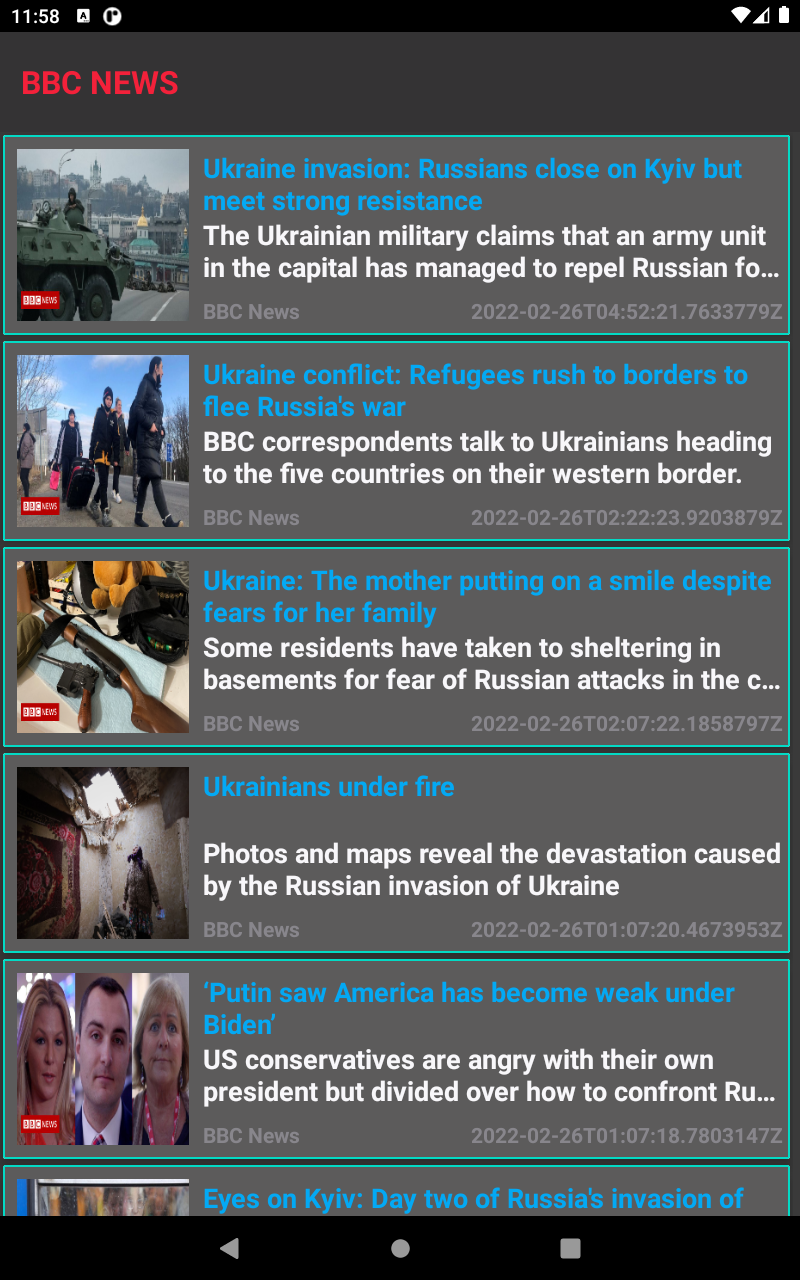 11:58
BBC NEWS
Ukraine invasion: Russians close on Kyiv but
meet strong resistance
The Ukrainian military claims that an army unit
in the capital has managed to repel Russian fo...
BBC NEWS
BBC News
2022-02-26T04:52:21.7633779Z
Ukraine conflict: Refugees rush to borders to
flee Russia's war
BBC correspondents talk to Ukrainians heading
to the five countries on their western border.
BBC NEWS
BBC News
2022-02-26T02:22:23.9203879Z
Ukraine: The mother putting on a smile despite
fears for her family
Some residents have taken to sheltering in
basements for fear of Russian attacks in the c...
BBC NEWS
BBC News
2022-02-26T02:07:22.1858797Z
Ukrainians under fire
Photos and maps reveal the devastation caused
by the Russian invasion of Ukraine
BBC News
2022-02-26T01:07:20.4673953Z
‘Putin saw America has become weak under
Biden’
US conservatives are angry with their own
president but divided over how to confront Ru...
BBC NEWS
BBC News
2022-02-26T01:07:18.7803147Z
Eyes on Kyiv: Day two of Russia's invasion of